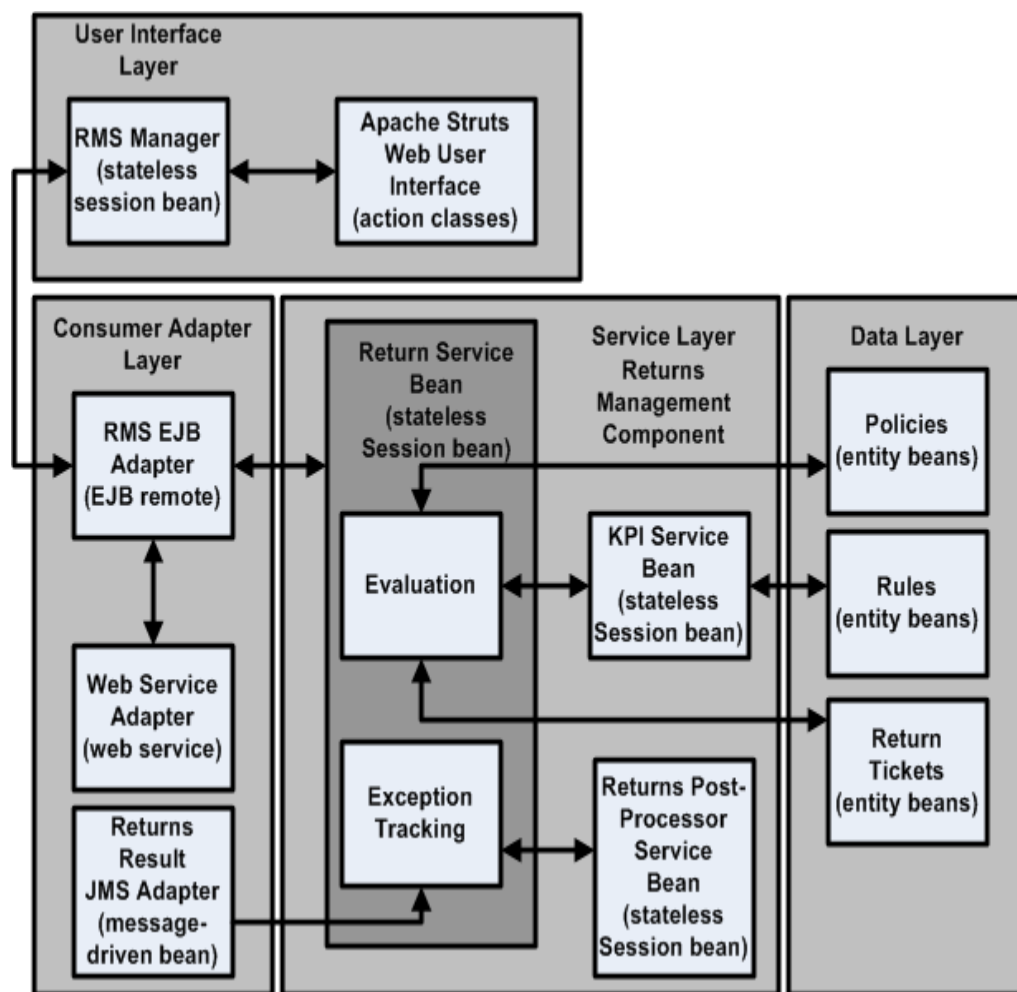 User Interface
Layer
RMS Manager
(stateless
session bean)
Apache Struts
Web User
Interface
(action classes)
Consumer Adapter
Layer
RMS EJB
Adapter
(EJB remote)
Web Service
Adapter
(web service)
Returns
Result
JMS Adapter
(message-
driven bean)
Return Service
Bean
(stateless
Session bean)
Evaluation
Exception
Tracking
Service Layer
Returns
Management
Component
KPI Service
Bean
(stateless
Session bean)
Returns Post-
Processor
Service
Bean
(stateless
Session bean)
Data Layer
Policies
(entity beans)
Rules
(entity beans)
Return
Tickets
(entity beans)